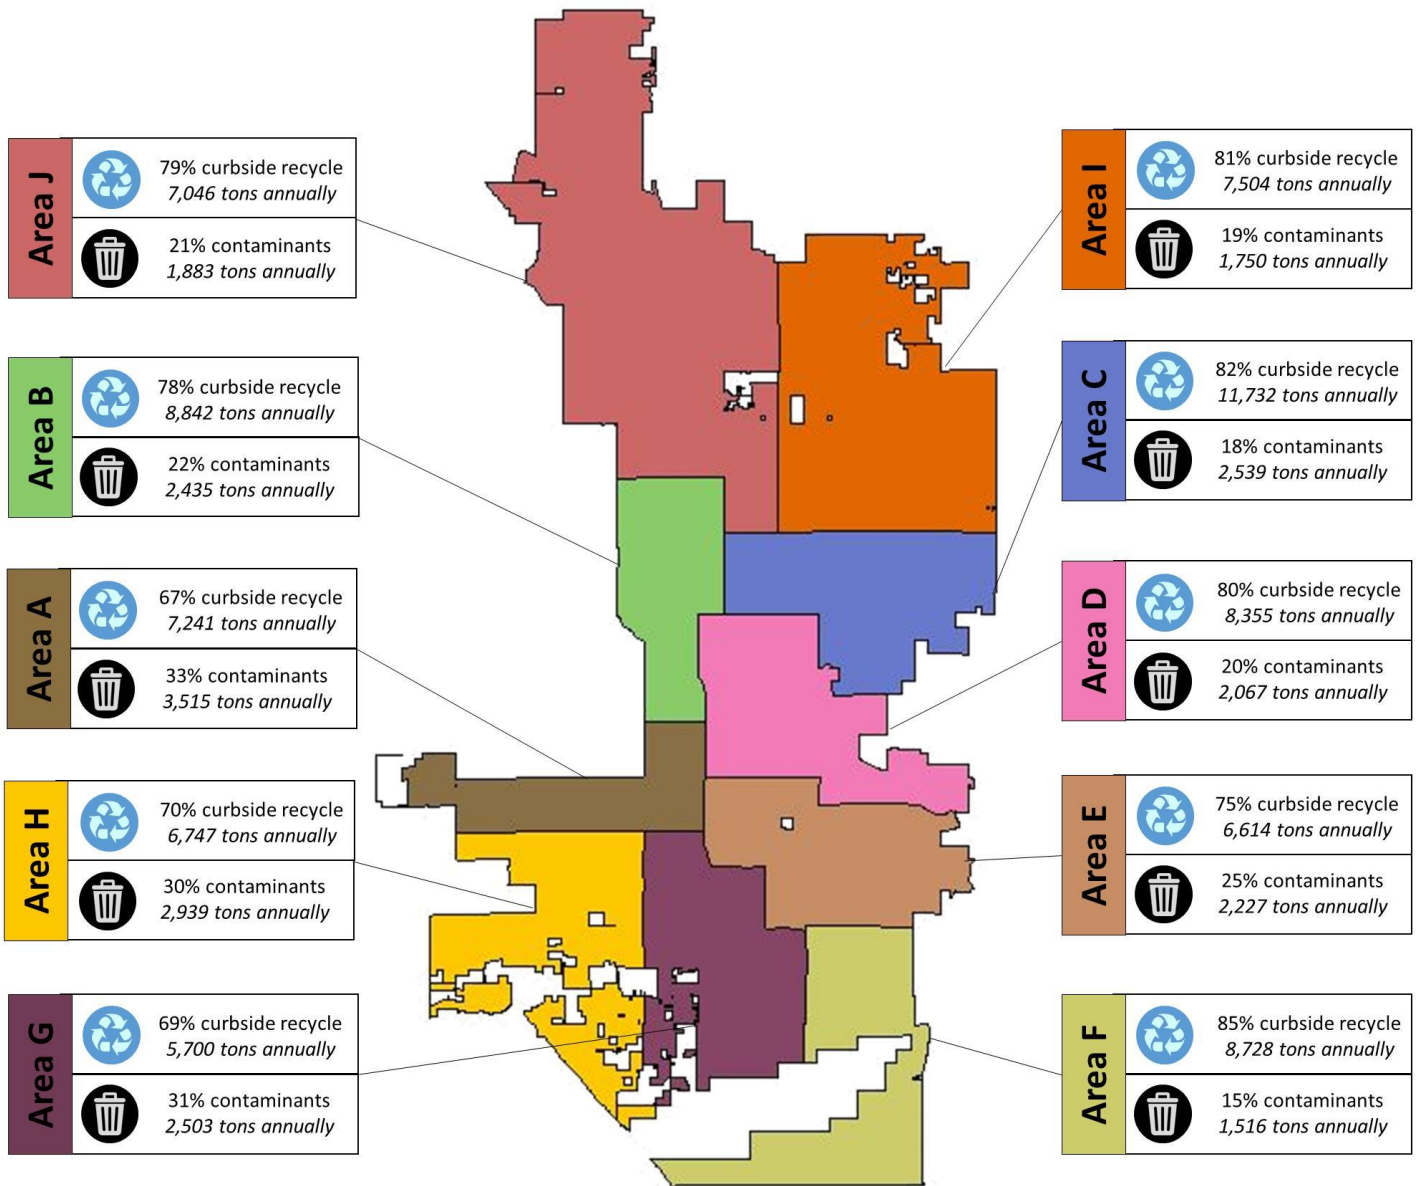 Area J
79% curbside recycle
7,046 tons annually
21% contaminants
1,883 tons annually
Area B
78% curbside recycle
8,842 tons annually
22% contaminants
2,435 tons annually
Area A
67% curbside recycle
7,241 tons annually
33% contaminants
3,515 tons annually
Area H
70% curbside recycle
6,747 tons annually
30% contaminants
2,939 tons annually
Area G
69% curbside recycle
5,700 tons annually
31% contaminants
2,503 tons annually
Area I
81% curbside recycle
7,504 tons annually
19% contaminants
1,750 tons annually
Area C
82% curbside recycle
11,732 tons annually
18% contaminants
2,539 tons annually
Area D
80% curbside recycle
8,355 tons annually
20% contaminants
2,067 tons annually
Area E
75% curbside recycle
6,614 tons annually
25% contaminants
2,227 tons annually
Area F
85% curbside recycle
8,728 tons annually
15% contaminants
1,516 tons annually